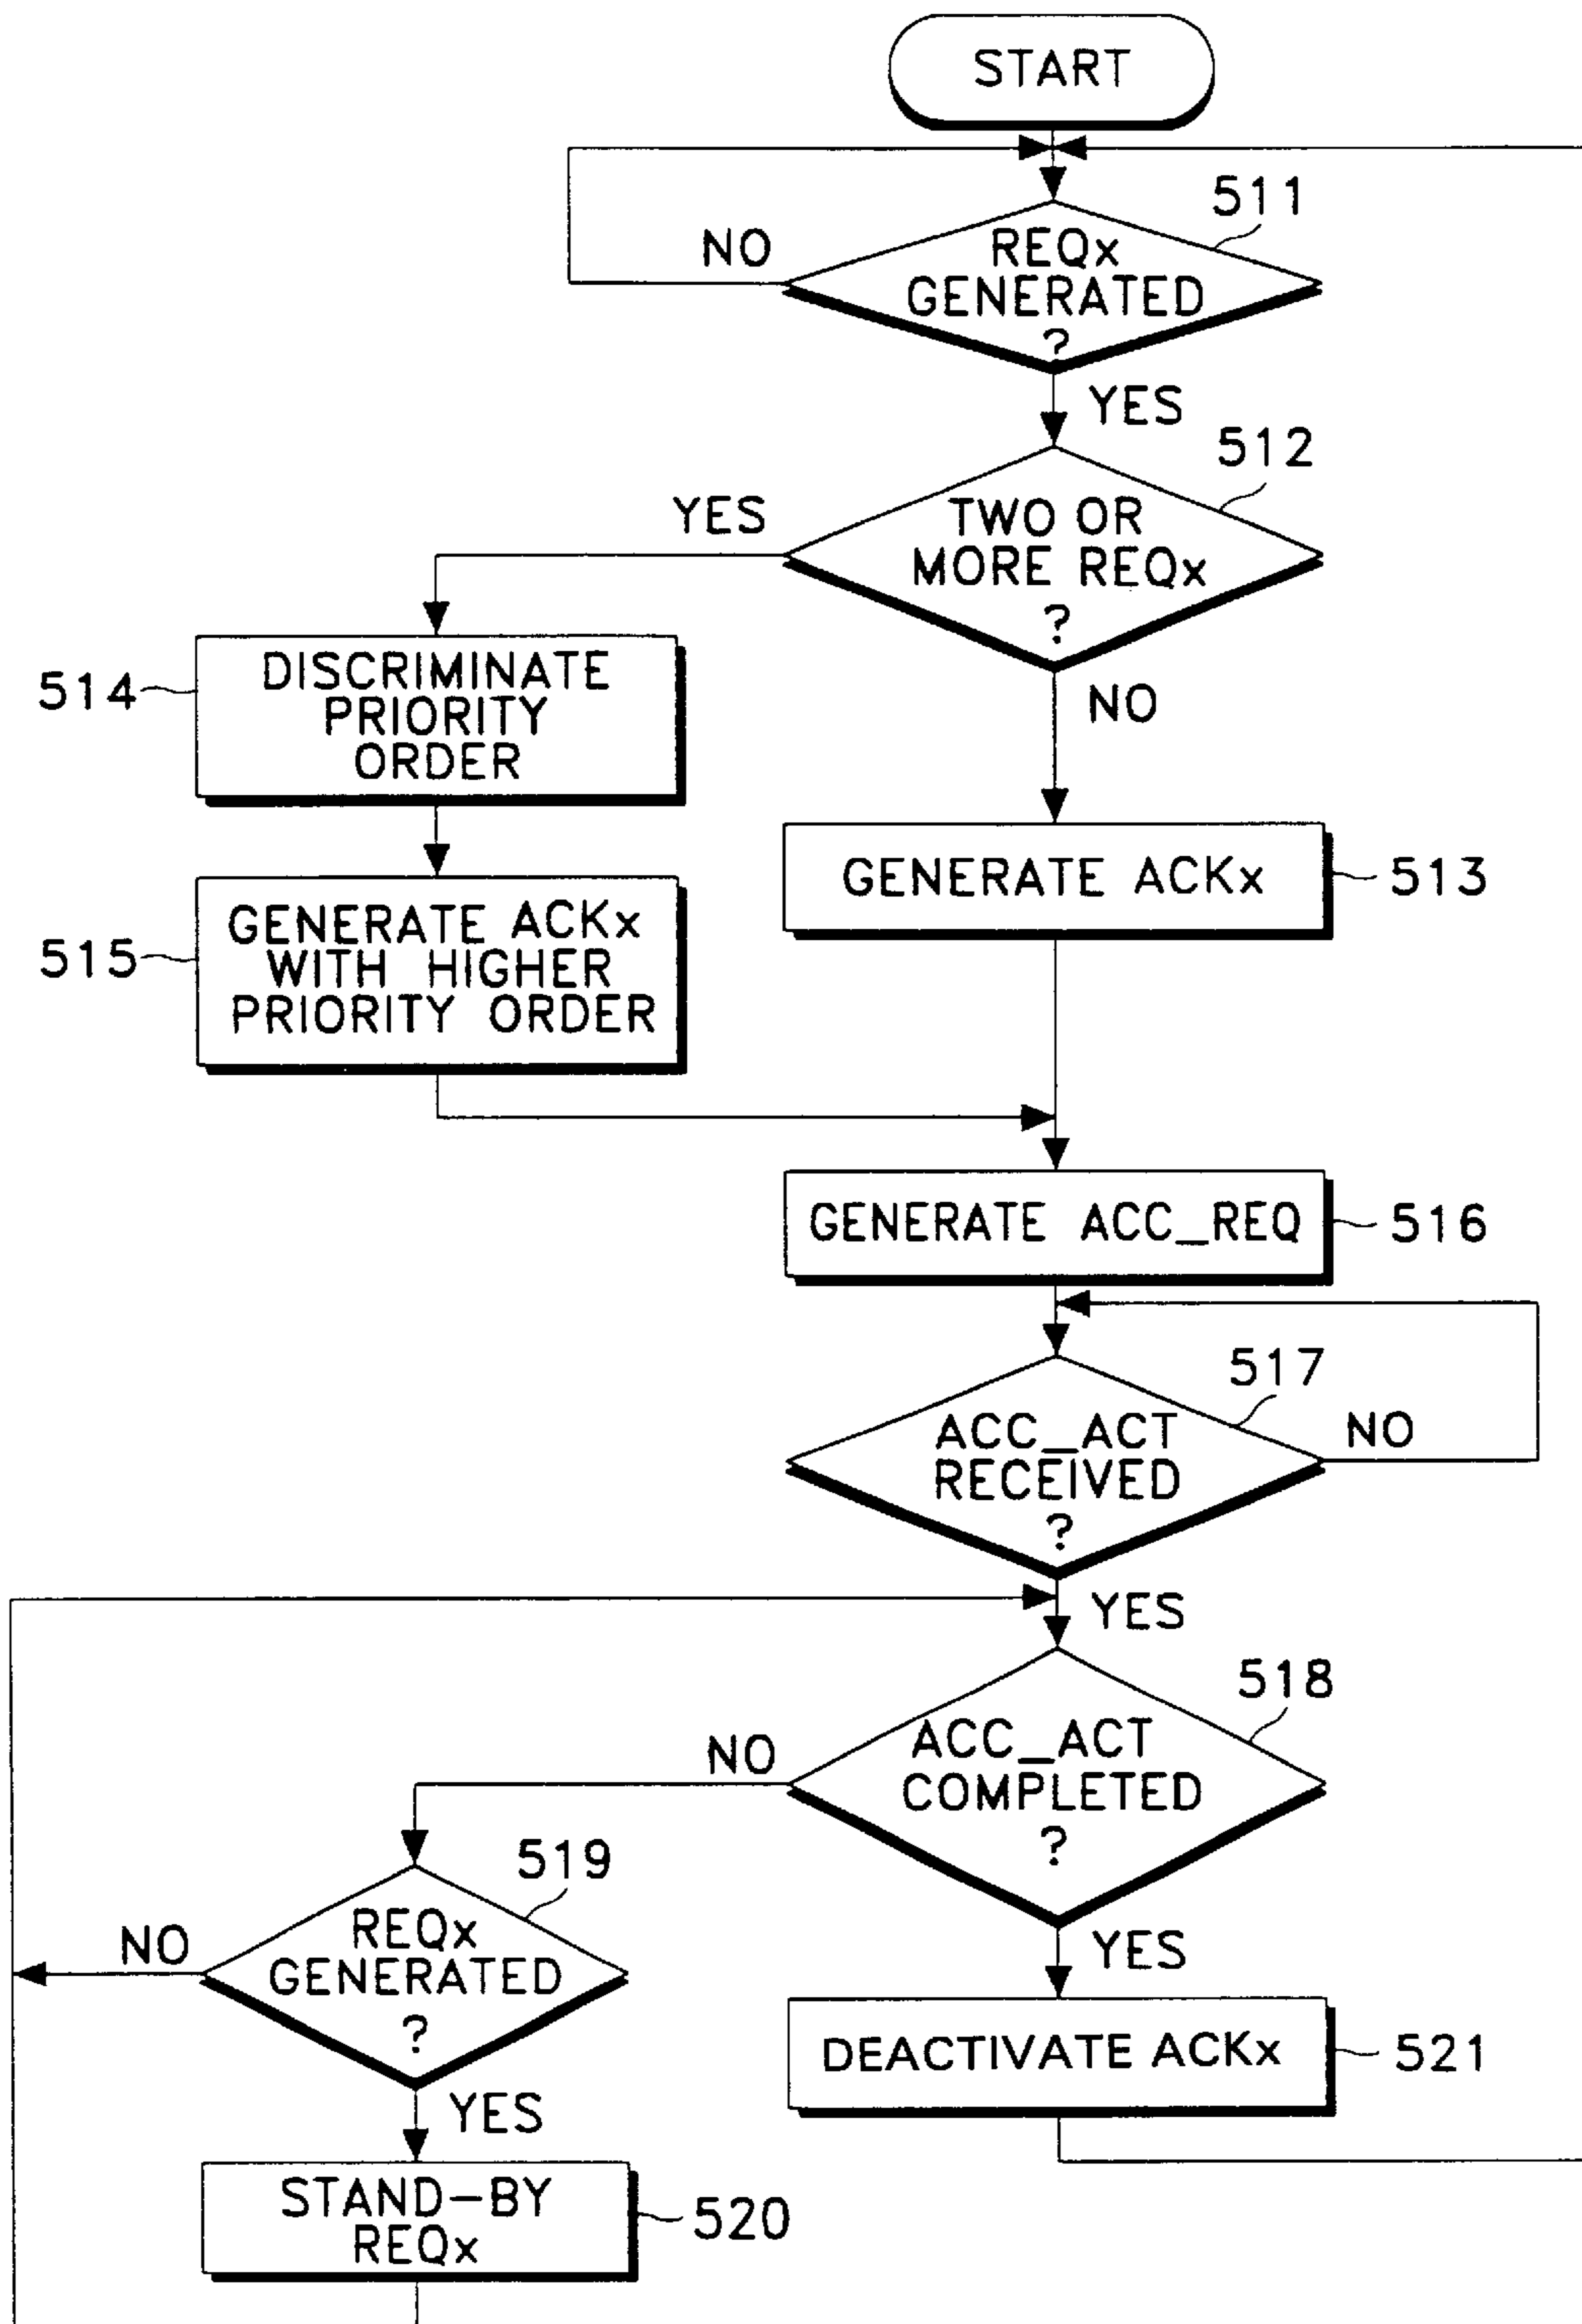 START
511
REQx
GENERATED
?
NO
YES
512
TWO OR
MORE REQx
?
YES
NO
514
DISCRIMINATE
PRIORITY
ORDER
GENERATE ACKx
513
515
GENERATE ACKx
WITH HIGHER
PRIORITY ORDER
GENERATE ACC_REQ
516
517
ACC_ACT
RECEIVED
?
NO
YES
518
ACC_ACT
COMPLETED
?
NO
YES
519
REQx
GENERATED
?
NO
YES
DEACTIVATE ACKx
521
STAND-BY
REQx
520